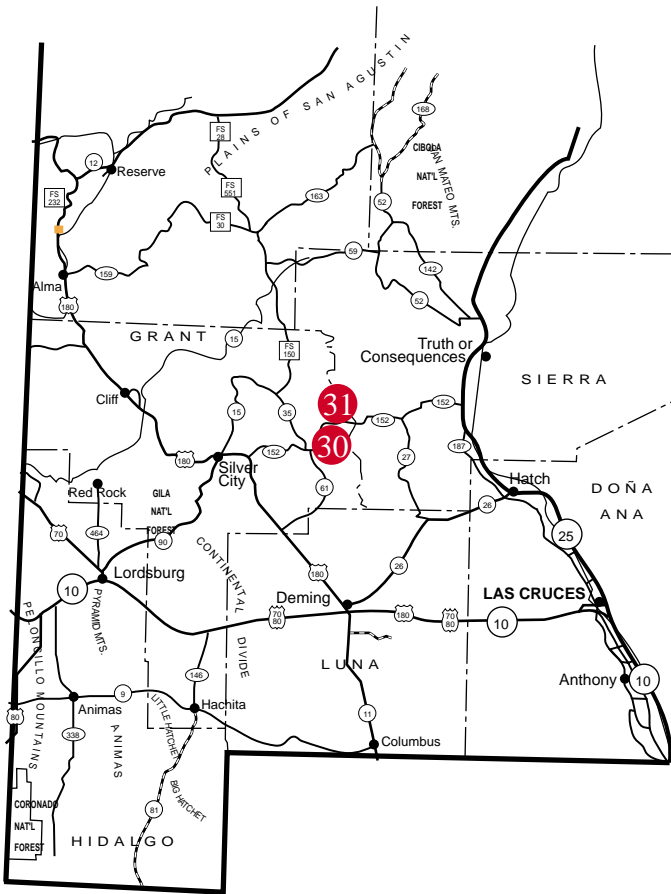 PLAINS OF SAN AGUSTIN
168
FS
28
CIBOLA
NAT'L
FOREST
SAN MATEO MTS.
12
Reserve
FS
232
FS
551
163
52
FS
30
59
142
Alma
159
52
180
GRANT
15
Truth or
Consequences
FS
150
SIERRA
Cliff
31
15
35
152
152
30
187
180
Silver
City
152
27
61
Hatch
Red Rock
GILA
NAT'L
FOREST
26
DOÑA
ANA
70
464
90
25
CONTINENTAL
DIVIDE
26
180
Lordsburg
10
PYRAMID MTS.
Deming
LAS CRUCES
70
80
180
70
80
10
PELONCILLO MOUNTAINS
LUNA
146
Anthony
10
9
Hachita
Animas
80
11
LITTLE HATCHET
338
ANIMAS
Columbus
BIG HATCHET
CORONADO
NAT'L
FOREST
81
HIDALGO